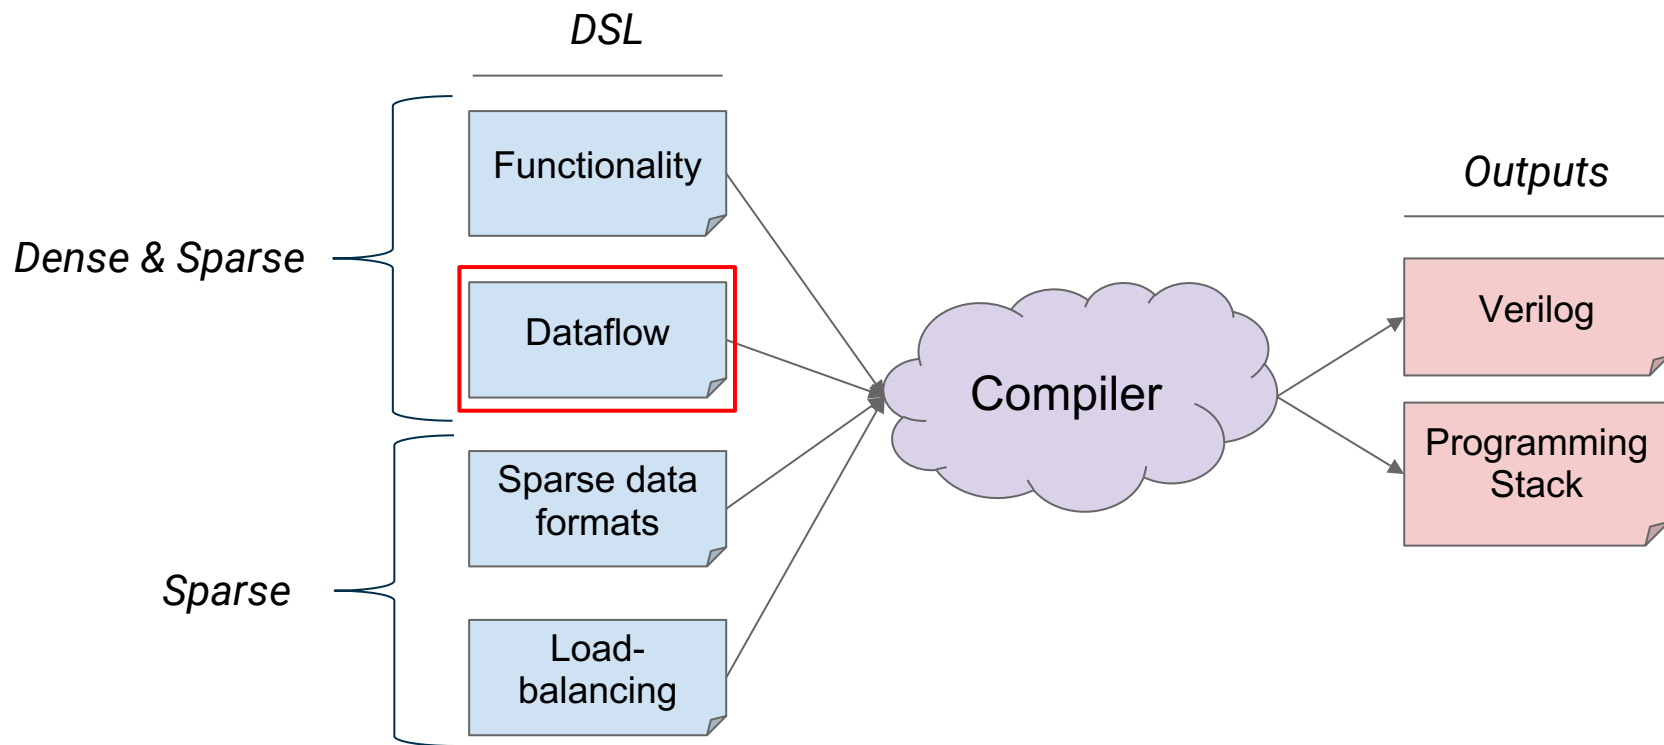 DSL
Functionality
Dense & Sparse
Dataflow
Sparse data
formats
Sparse
Load-
balancing
Compiler
Outputs
Verilog
Programming
Stack